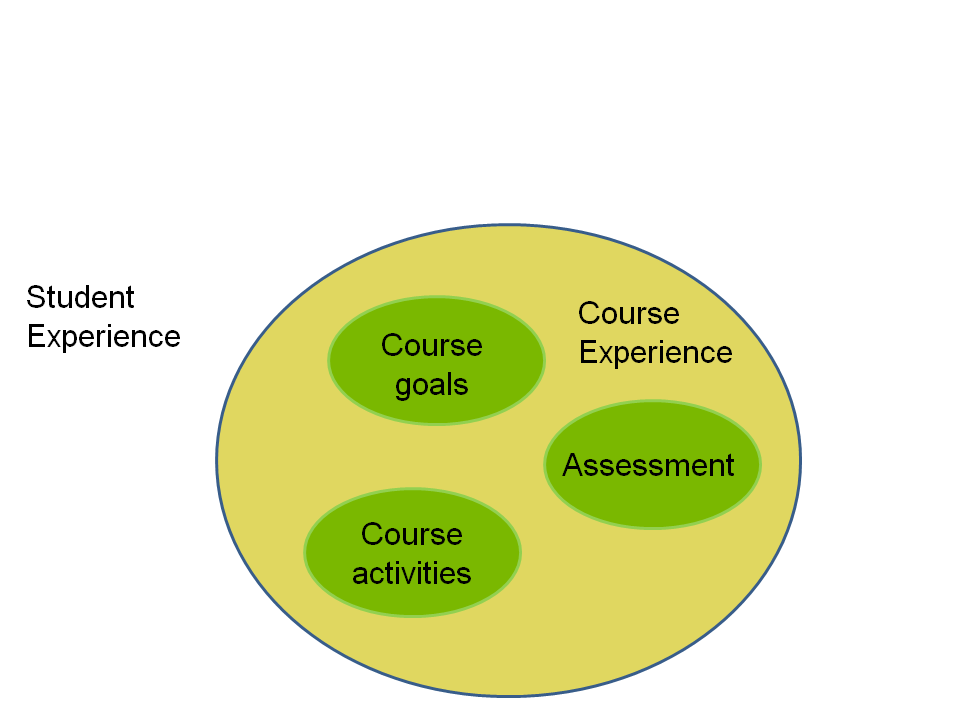 Student
Experience
Course
Experience
Course
goals
Assessment
Course
activities